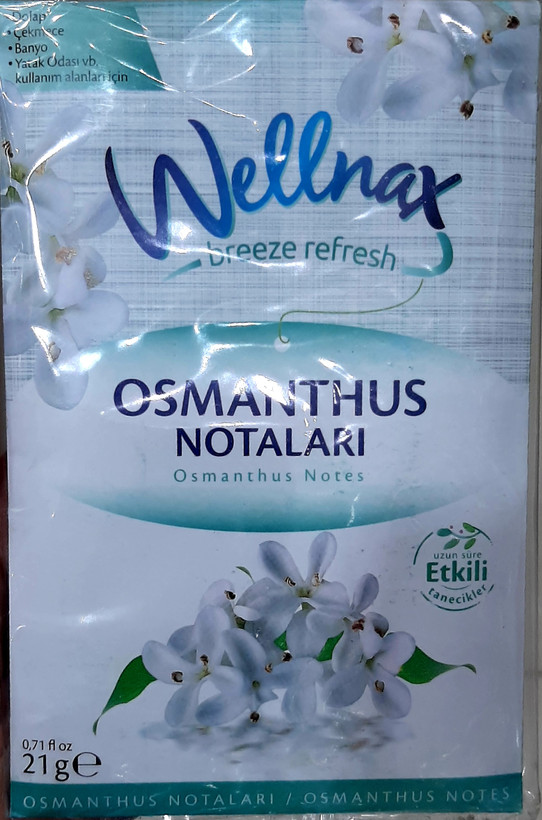 Dolap
• Çekmece
• Banyo
• Yatak Odası vb.
kullanım alanları için
Wellnax
breeze refresh
OSMANTHUS
NOTALARI
Osmanthus Notes
uzun süre
Etkili
tanecikler
0,71 fl oz
21 g℮
OSMANTHUS NOTALARI / OSMANTHUS NOTES